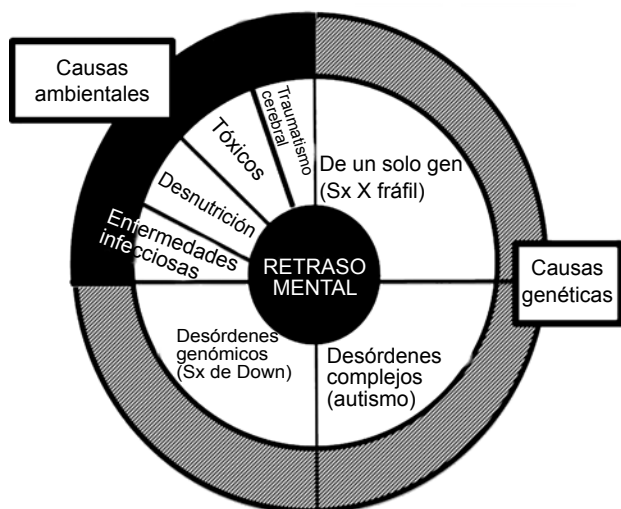 Causas
ambientales
Traumatismo
cerebral
Tóxicos
Desnutrición
Enfermedades
infecciosas
De un solo gen
(Sx X fráfil)
RETRASO
MENTAL
Causas
genéticas
Desórdenes
genómicos
(Sx de Down)
Desórdenes
complejos
(autismo)